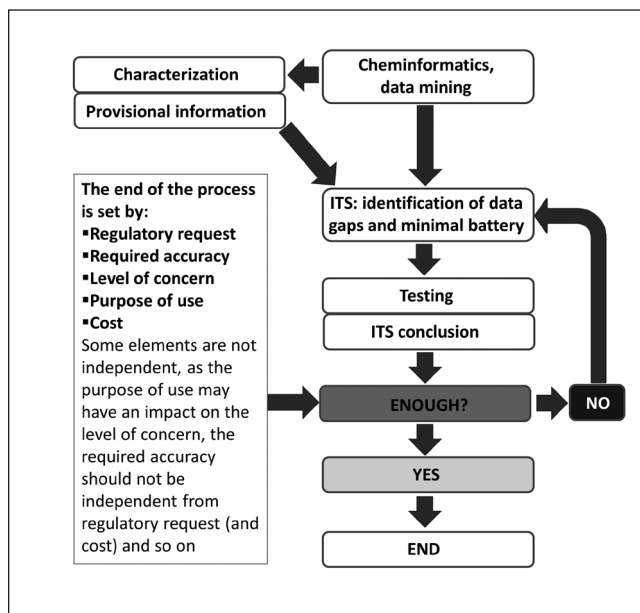 Characterization
Provisional information
Cheminformatics,
data mining
ITS: identification of data
gaps and minimal battery
The end of the process
is set by:
▪Regulatory request
▪Required accuracy
▪Level of concern
▪Purpose of use
▪Cost
Some elements are not
independent, as the
purpose of use may
have an impact on the
level of concern, the
required accuracy
should not be
independent from
regulatory request (and
cost) and so on
Testing
ITS conclusion
ENOUGH?
NO
YES
END